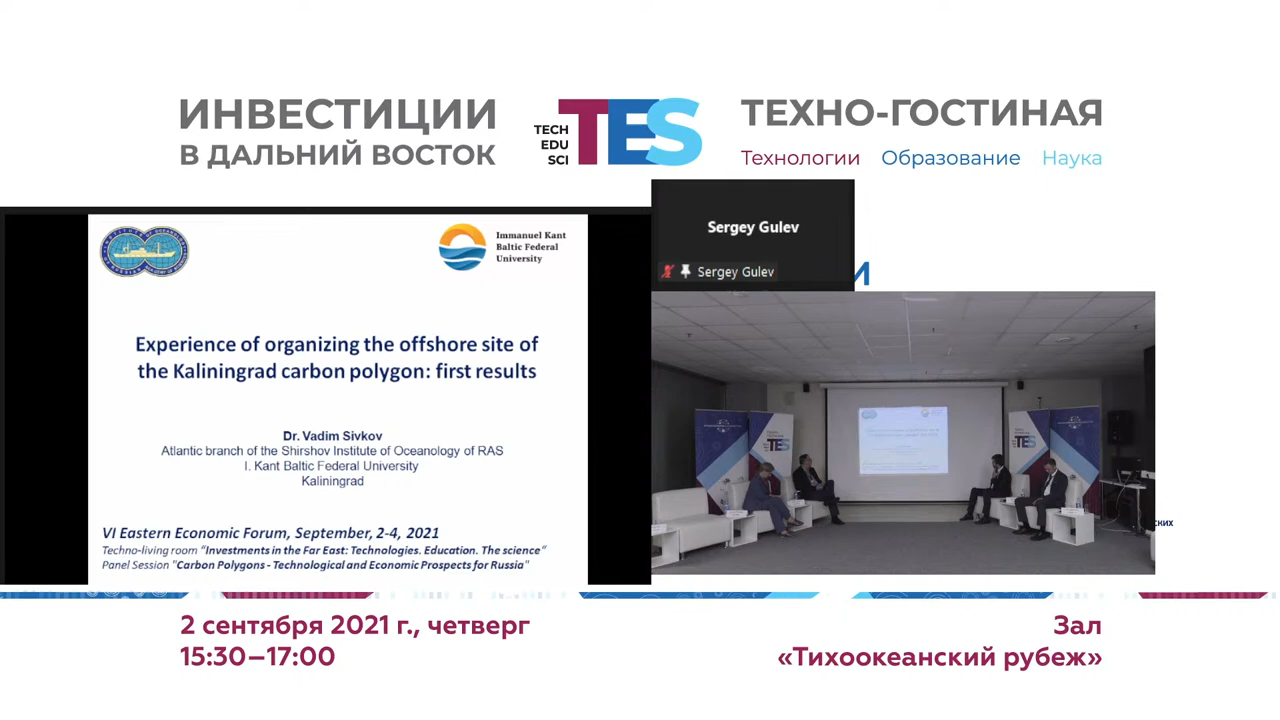 ИНВЕСТИЦИИ
В ДАЛЬНИЙ ВОСТОК
TECH
EDU
SCI
TES
ТЕХНО-ГОСТИНАЯ
Технологии Образование Наука
Immanuel Kant
Baltic Federal
University
Experience of organizing the offshore site of
the Kaliningrad carbon polygon: first results
Dr. Vadim Sivkov
Atlantic branch of the Shirshov Institute of Oceanology of RAS
I. Kant Baltic Federal University
Kaliningrad
VI Eastern Economic Forum, September, 2-4, 2021
Techno-living room “Investments in the Far East: Technologies. Education. The science“
Panel Session "Carbon Polygons - Technological and Economic Prospects for Russia"
Sergey Gulev
Sergey Gulev
И
TES
TES
ских
2 сентября 2021 г., четверг
15:30–17:00
Зал
«Тихоокеанский рубеж»